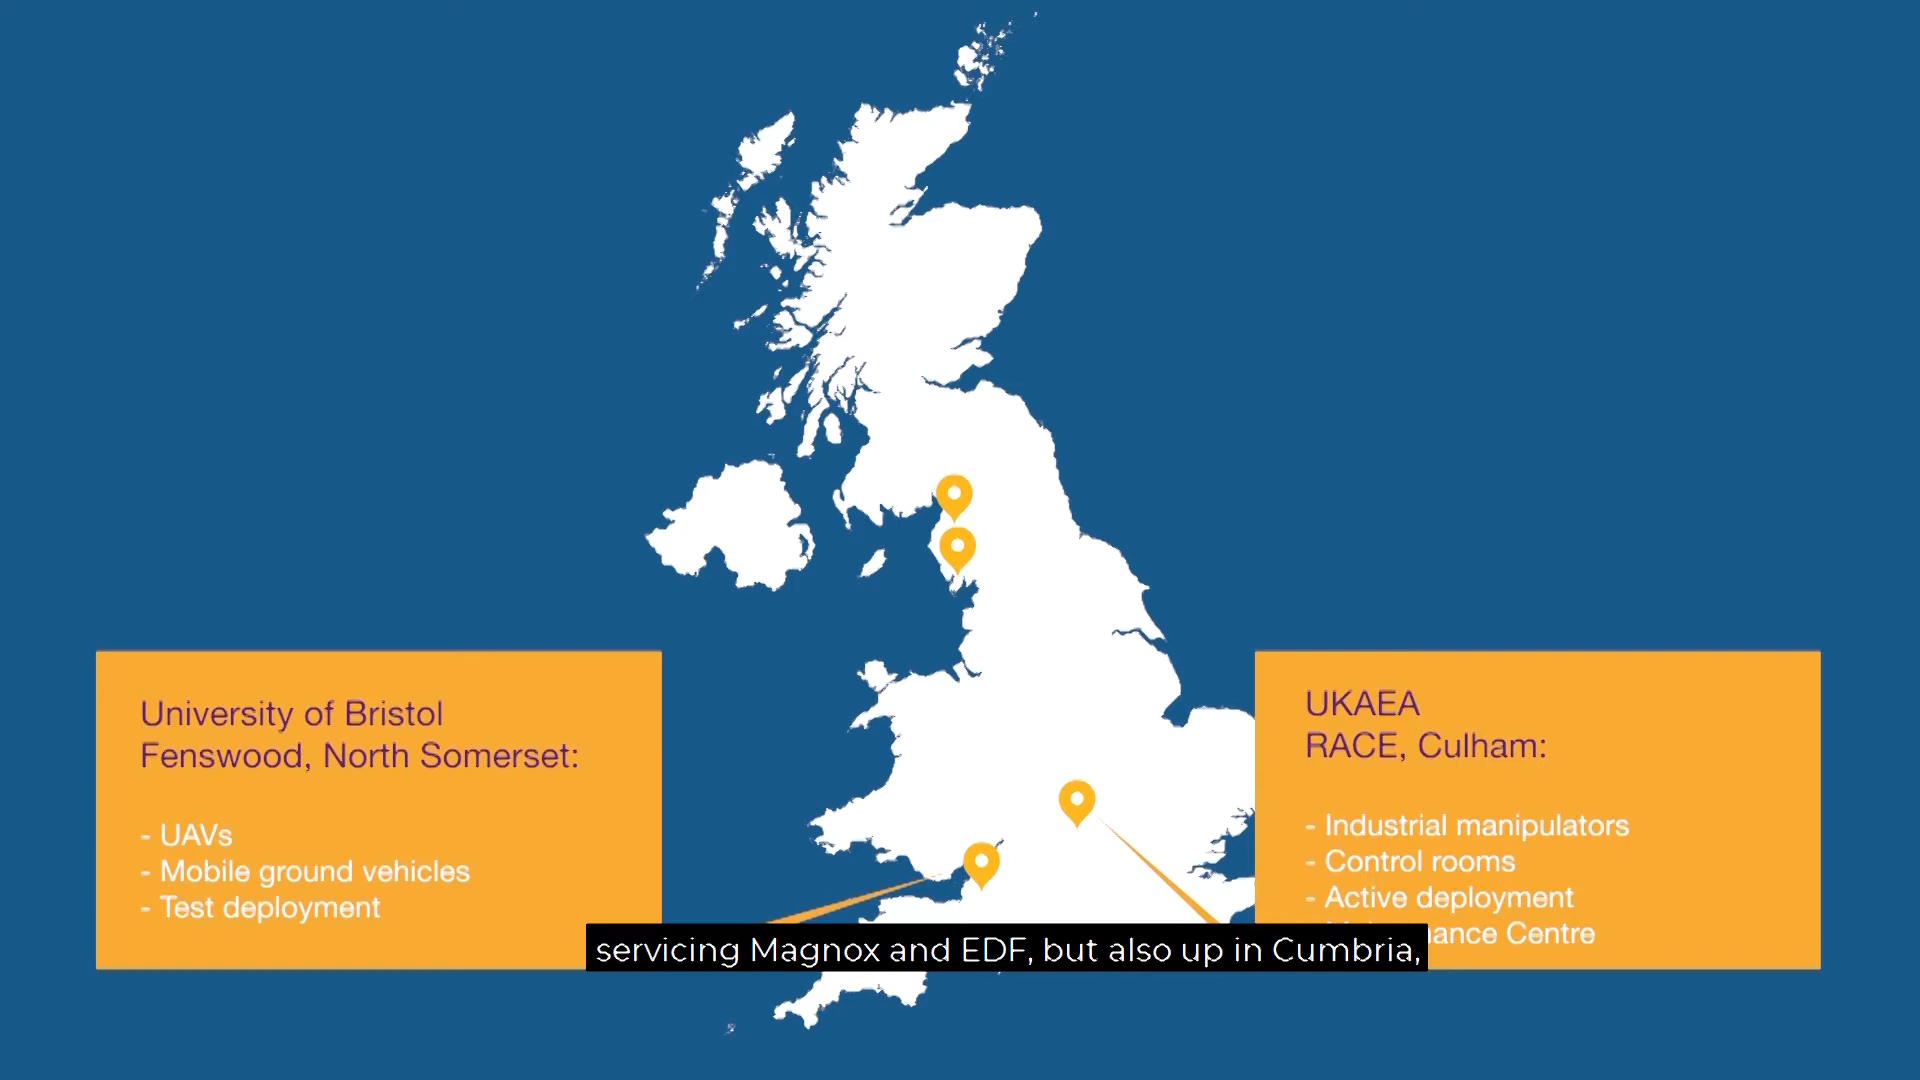 University of Bristol
Fenswood, North Somerset:
- UAVs
- Mobile ground vehicles
- Test deployment
UKAEA
RACE, Culham:
- Industrial manipulators
- Control rooms
- Active deployment
Centre
servicing Magnox and EDF, but also up in Cumbria,